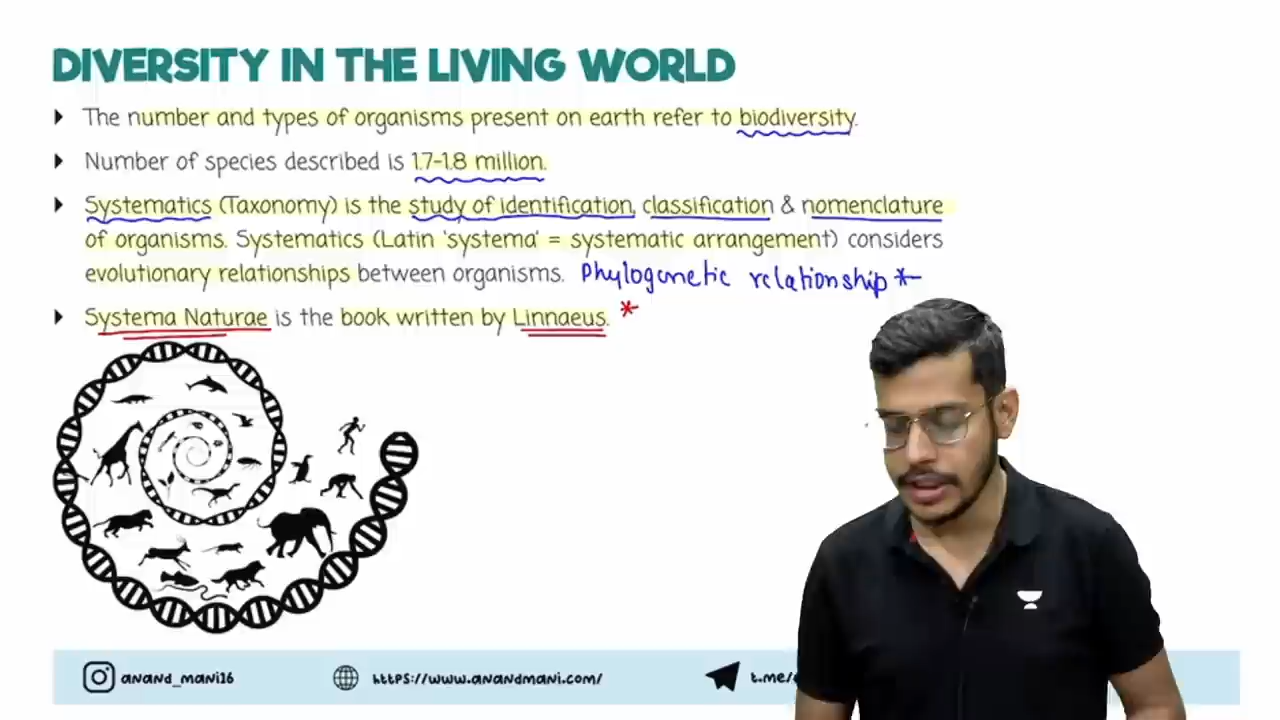 DIVERSITY IN THE LIVING WORLD
The number and types of organisms present on earth refer to biodiversity.
Number of species described is 1.7-1.8 million.
Systematics (Taxonomy) is the study of identification, classification & nomenclature
of organisms. Systematics (Latin 'systema' = systematic arrangement) considers
evolutionary relationships between organisms. Phylogenetic relationship *
Systema Naturae is the book written by Linnaeus. *
anand_mani16 https://www.anandmani.com/ t.me/